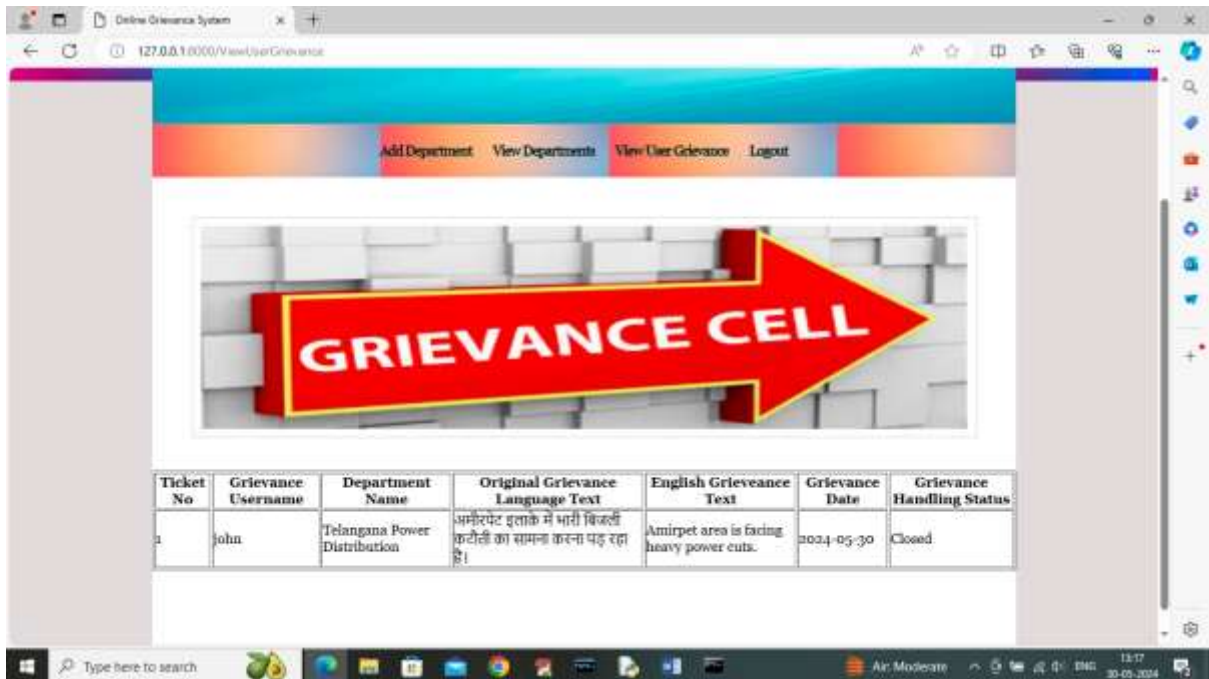 Online Grievance System
127.0.0.1:8000/ViewUserGrievance
Add Department View Departments View User Grievance Logout
GRIEVANCE CELL
Ticket No Grievance Username Department Name Original Grievance Language Text English Grieveance Text Grievance Date Grievance Handling Status
1 john Telangana Power Distribution अमीरपेट इलाके में भारी बिजली कटौती का सामना करना पड़ रहा है। Amirpet area is facing heavy power cuts. 2024-05-30 Closed
Type here to search
Air: Moderate
ENG
13:17
30-05-2024